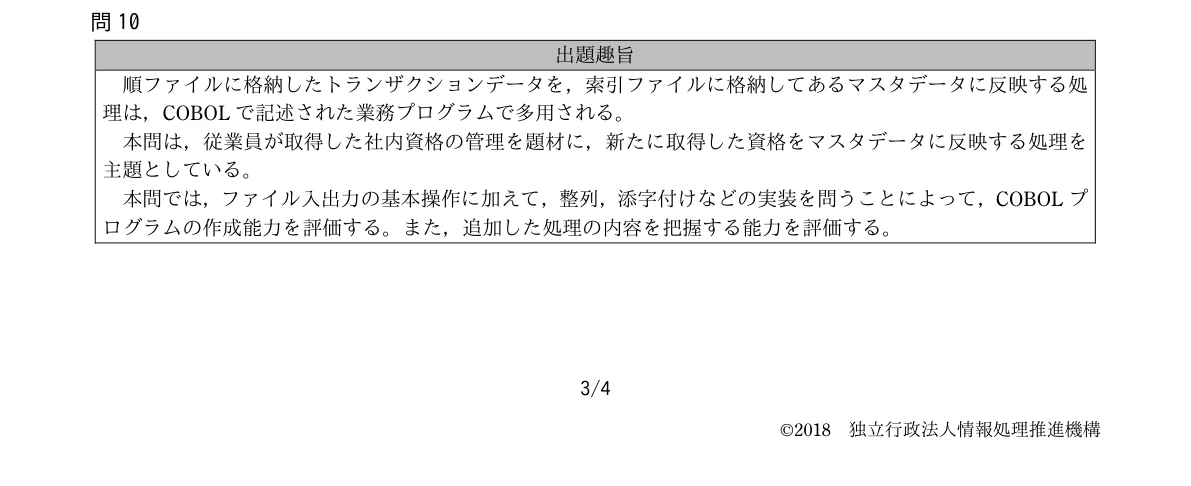 問 10
出題趣旨
順ファイルに格納したトランザクションデータを，索引ファイルに格納してあるマスタデータに反映する処
理は，COBOL で記述された業務プログラムで多用される。
本問は，従業員が取得した社内資格の管理を題材に，新たに取得した資格をマスタデータに反映する処理を
主題としている。
本問では，ファイル入出力の基本操作に加えて，整列，添字付けなどの実装を問うことによって，COBOL プ
ログラムの作成能力を評価する。また，追加した処理の内容を把握する能力を評価する。
3/4
©2018　独立行政法人情報処理推進機構